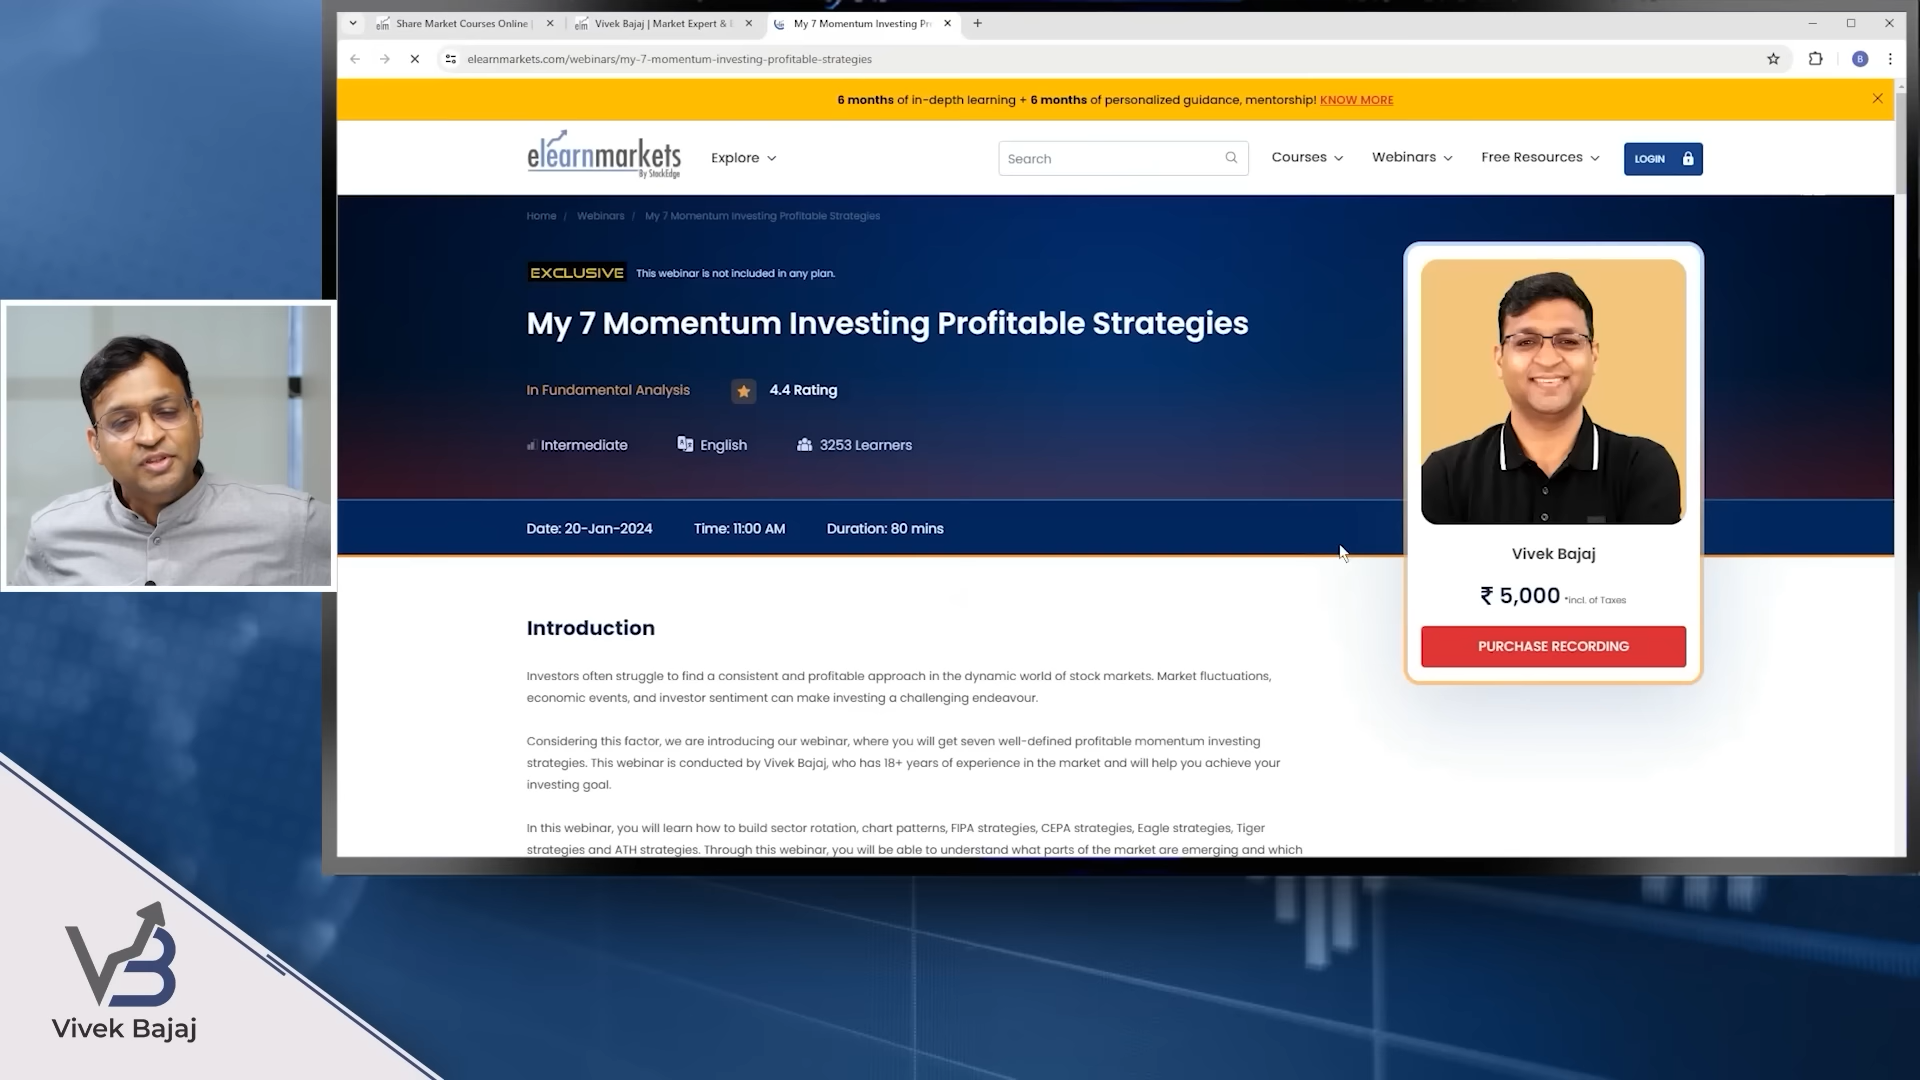 Share Market Courses Online |
Vivek Bajaj | Market Expert &
My 7 Momentum Investing Pr
elearnmarkets.com/webinars/my-7-momentum-investing-profitable-strategies
B
6 months of in-depth learning + 6 months of personalized guidance, mentorship! KNOW MORE
elearnmarkets
By StockEdge
Explore
Search
Courses
Webinars
Free Resources
LOGIN
Home / Webinars / My 7 Momentum Investing Profitable Strategies
EXCLUSIVE This webinar is not included in any plan.
My 7 Momentum Investing Profitable Strategies
In Fundamental Analysis
4.4 Rating
Intermediate
English
3253 Learners
Date: 20-Jan-2024
Time: 11:00 AM
Duration: 80 mins
Vivek Bajaj
₹ 5,000 *incl. of Taxes
PURCHASE RECORDING
Introduction
Investors often struggle to find a consistent and profitable approach in the dynamic world of stock markets. Market fluctuations,
economic events, and investor sentiment can make investing a challenging endeavour.
Considering this factor, we are introducing our webinar, where you will get seven well-defined profitable momentum investing
strategies. This webinar is conducted by Vivek Bajaj, who has 18+ years of experience in the market and will help you achieve your
investing goal.
In this webinar, you will learn how to build sector rotation, chart patterns, FIPA strategies, CEPA strategies, Eagle strategies, Tiger
strategies and ATH strategies. Through this webinar, you will be able to understand what parts of the market are emerging and which
VB
Vivek Bajaj